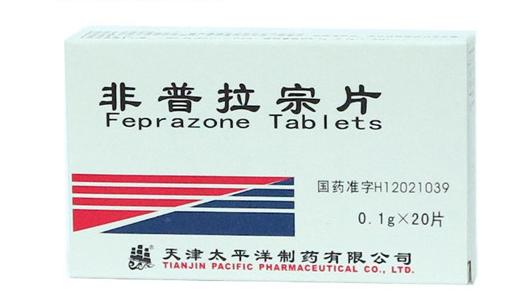 非普拉宗片
Feprazone Tablets
国药准字H12021039
0.1g×20片
天津太平洋制药有限公司
TIANJIN PACIFIC PHARMACEUTICAL CO., LTD.